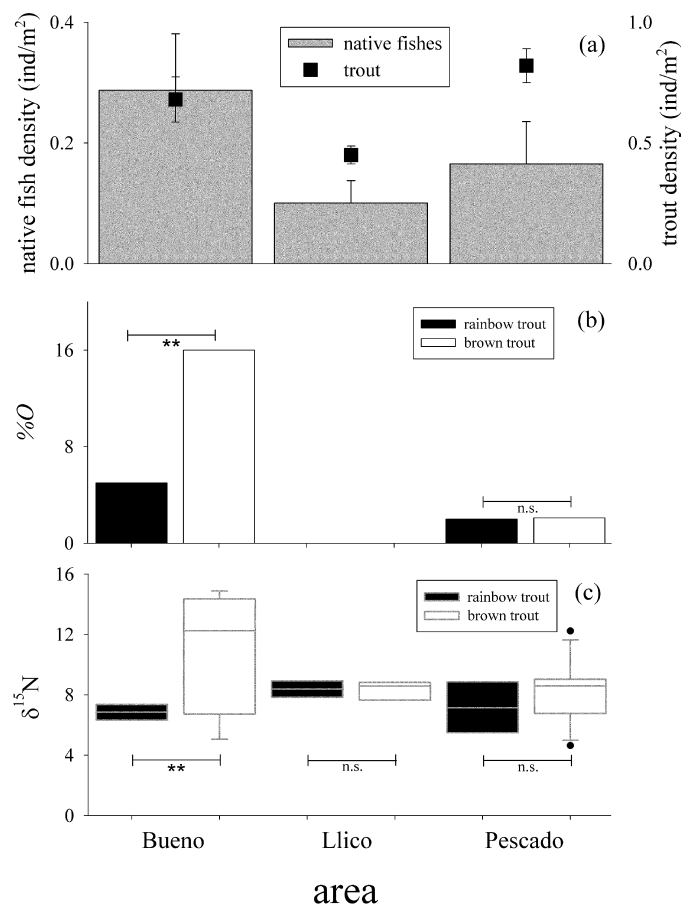 native fish density (ind/m²)
0.4
0.2
0.0
native fishes
trout
(a)
1.0
0.5
0.0
trout density (ind/m²)
%O
16
8
0
**
rainbow trout
brown trout
(b)
n.s.
δ¹⁵N
16
12
8
4
0
rainbow trout
brown trout
(c)
**
n.s.
n.s.
Bueno Llico Pescado
area